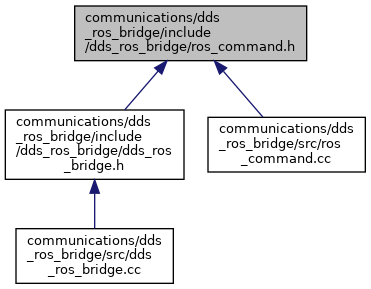 communications/dds
_ros_bridge/include
/dds_ros_bridge/ros_command.h
communications/dds
_ros_bridge/include
/dds_ros_bridge/dds_ros
_bridge.h
communications/dds
_ros_bridge/src/ros
_command.cc
communications/dds
_ros_bridge/src/dds
_ros_bridge.cc